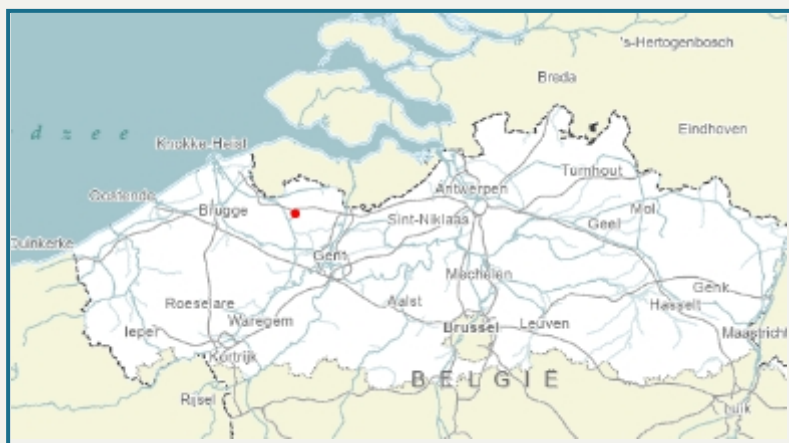 's-Hertogenbosch
Breda
d z e e
Eindhoven
Knokke-Heist
Turnhout
Oostende
Antwerpen
Brugge
Mol
Sint-Niklaas
Geel
Duinkerke
Gent
Mechelen
Genk
Roeselare
Aalst
Hasselt
Ieper
Waregem
Brussel
Leuven
Maastricht
Kortrijk
BELGIË
Rijsel
Luik